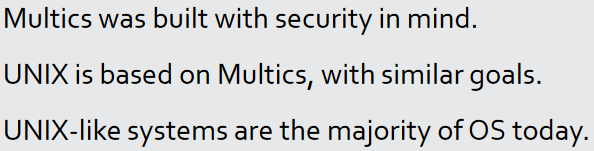 Multics was built with security in mind.
UNIX is based on Multics, with similar goals.
UNIX-like systems are the majority of OS today.